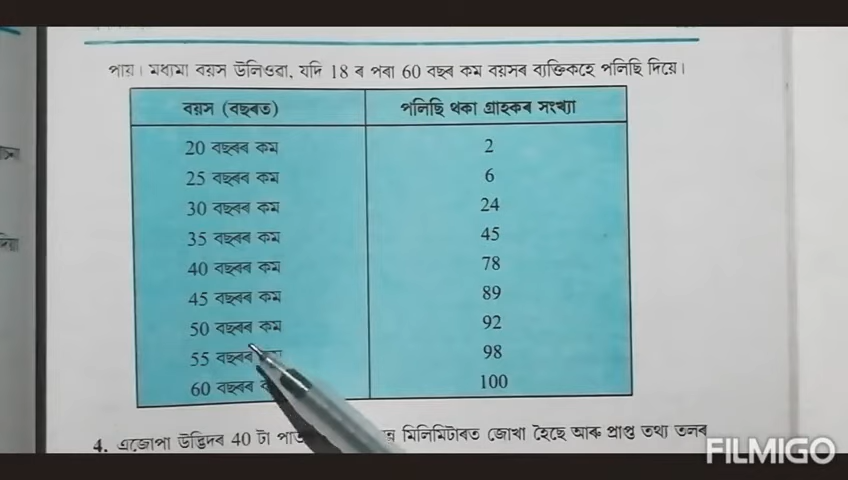 পায়। মধ্যমা বয়স উলিওৱা, যদি 18 ৰ পৰা 60 বছৰ কম বয়সৰ ব্যক্তিকহে পলিছি দিয়ে।
বয়স (বছৰত) পলিছি থকা গ্ৰাহকৰ সংখ্যা
20 বছৰৰ কম 2
25 বছৰৰ কম 6
30 বছৰৰ কম 24
35 বছৰৰ কম 45
40 বছৰৰ কম 78
45 বছৰৰ কম 89
50 বছৰৰ কম 92
55 বছৰৰ 98
60 বছৰৰ 100
4. এজোপা উদ্ভিদৰ 40 টা মিলিমিটাৰত জোখা হৈছে আৰু প্ৰাপ্ত তথ্য তলৰ
FILMIGO